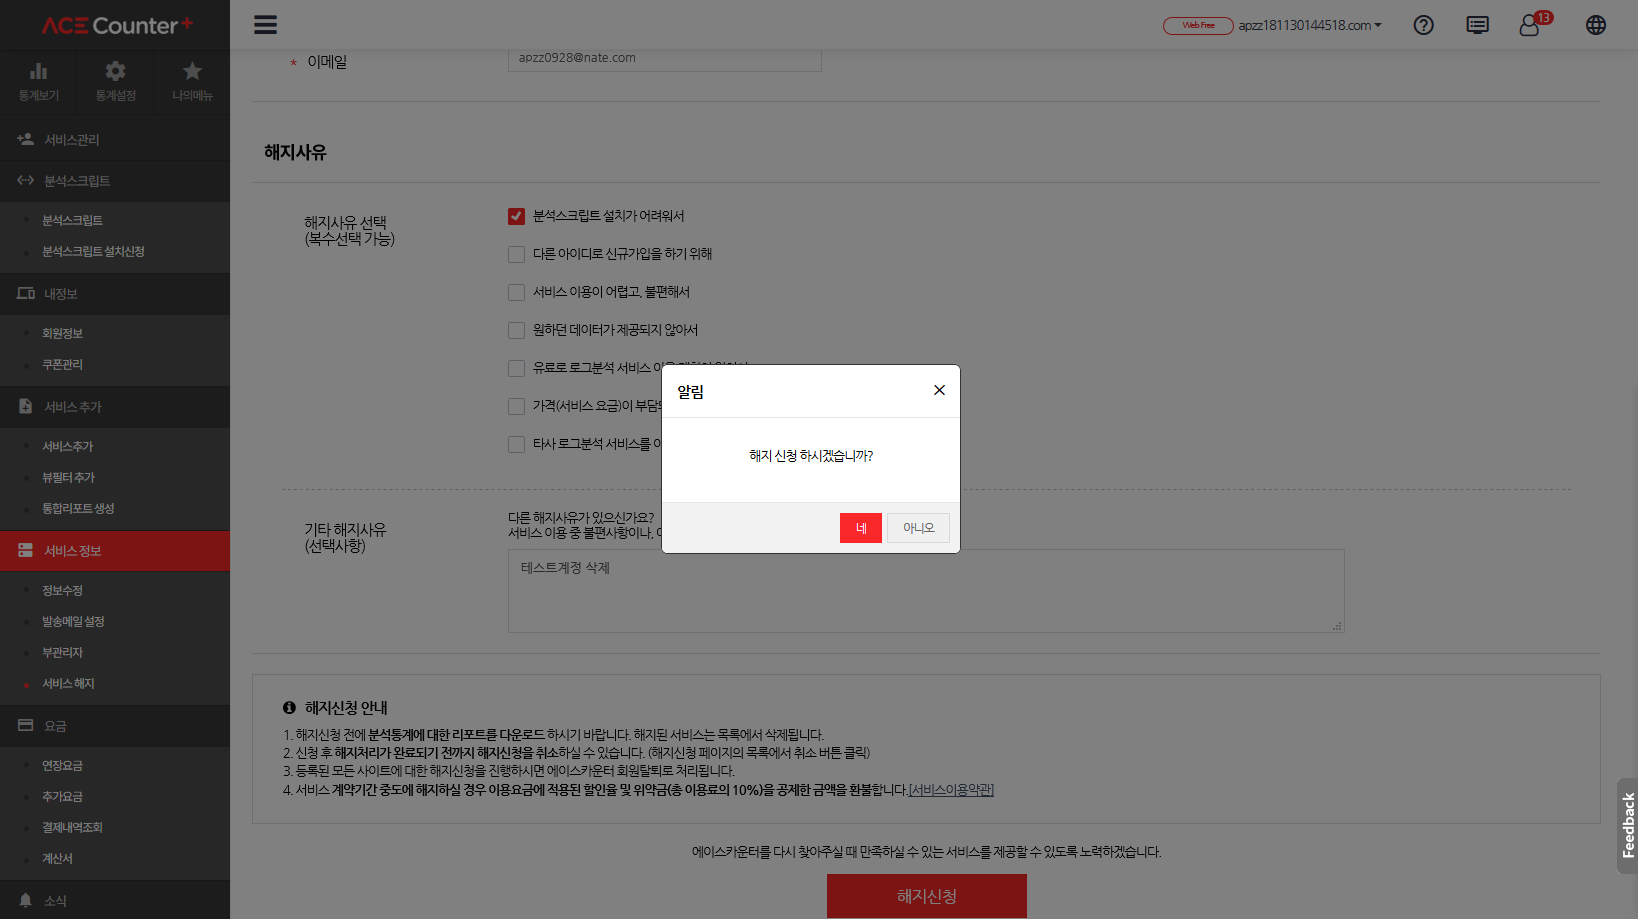 ACE Counter+
통계보기
통계설정
나의메뉴
서비스관리
분석스크립트
분석스크립트
분석스크립트 설치신청
내정보
회원정보
쿠폰관리
서비스 추가
서비스추가
뷰필터 추가
통합리포트 생성
서비스 정보
정보수정
발송메일 설정
부관리자
서비스 해지
요금
연장요금
추가요금
결제내역조회
계산서
소식
Web Free
apzz181130144518.com
13
* 이메일
apzz0928@nate.com
해지사유
해지사유 선택
(복수선택 가능)
분석스크립트 설치가 어려워서
다른 아이디로 신규가입을 하기 위해
서비스 이용이 어렵고, 불편해서
원하던 데이터가 제공되지 않아서
유료로 로그분석 서비스
가격(서비스 요금)이
타사 로그분석 서비스를
알림
해지 신청 하시겠습니까?
네
아니오
기타 해지사유
(선택사항)
다른 해지사유가 있으신가요?
서비스 이용 중 불편사항이나,
테스트계정 삭제
해지신청 안내
1. 해지신청 전에 분석통계에 대한 리포트를 다운로드 하시기 바랍니다. 해지된 서비스는 목록에서 삭제됩니다.
2. 신청 후 해지처리가 완료되기 전까지 해지신청을 취소하실 수 있습니다. (해지신청 페이지의 목록에서 취소 버튼 클릭)
3. 등록된 모든 사이트에 대한 해지신청을 진행하시면 에이스카운터 회원탈퇴로 처리됩니다.
4. 서비스 계약기간 중도에 해지하실 경우 이용요금에 적용된 할인율 및 위약금(총 이용료의 10%)을 공제한 금액을 환불합니다.[서비스이용약관]
에이스카운터를 다시 찾아주실 때 만족하실 수 있는 서비스를 제공할 수 있도록 노력하겠습니다.
해지신청
Feedback